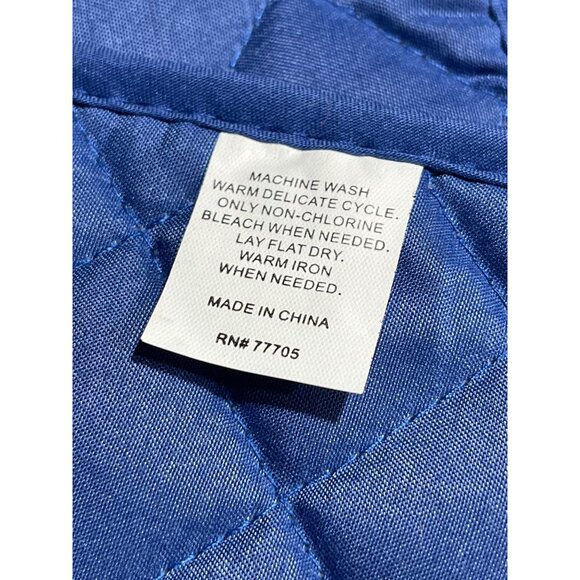 MACHINE WASH
WARM DELICATE CYCLE.
ONLY NON-CHLORINE
BLEACH WHEN NEEDED.
LAY FLAT DRY.
WARM IRON
WHEN NEEDED.
MADE IN CHINA
RN# 77705